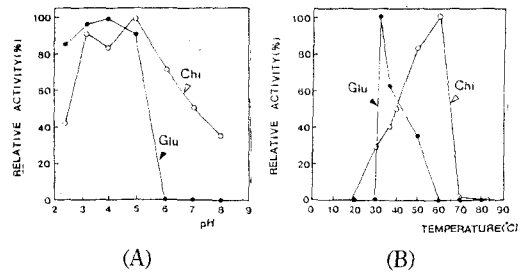 RELATIVE ACTIVITY(%)
100
80
60
40
20
0
2 3 4 5 6 7 8 9
pH
Chi
Glu
(A)
RELATIVE ACTIVITY(%)
100
80
60
40
20
0
0 10 20 30 40 50 60 70 80 90
TEMPERATURE(°C)
Glu
Chi
(B)